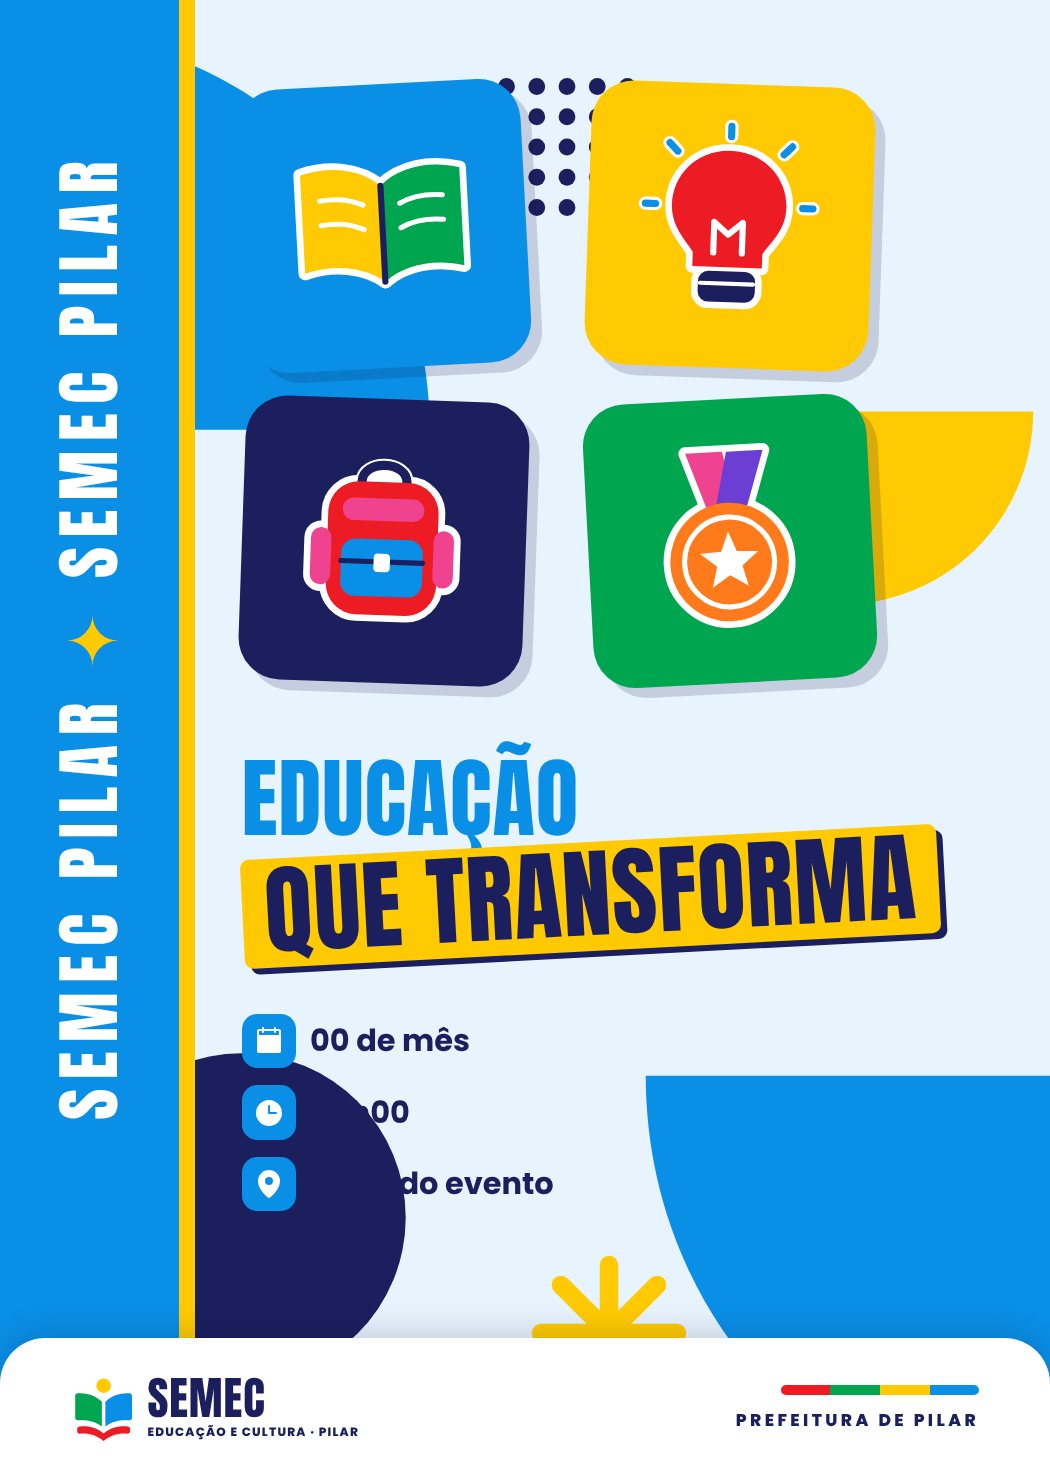 SEMEC PILAR ✦ SEMEC PILAR
M
EDUCAÇÃO
QUE TRANSFORMA
00 de mês
00
do evento
SEMEC
EDUCAÇÃO E CULTURA · PILAR
PREFEITURA DE PILAR